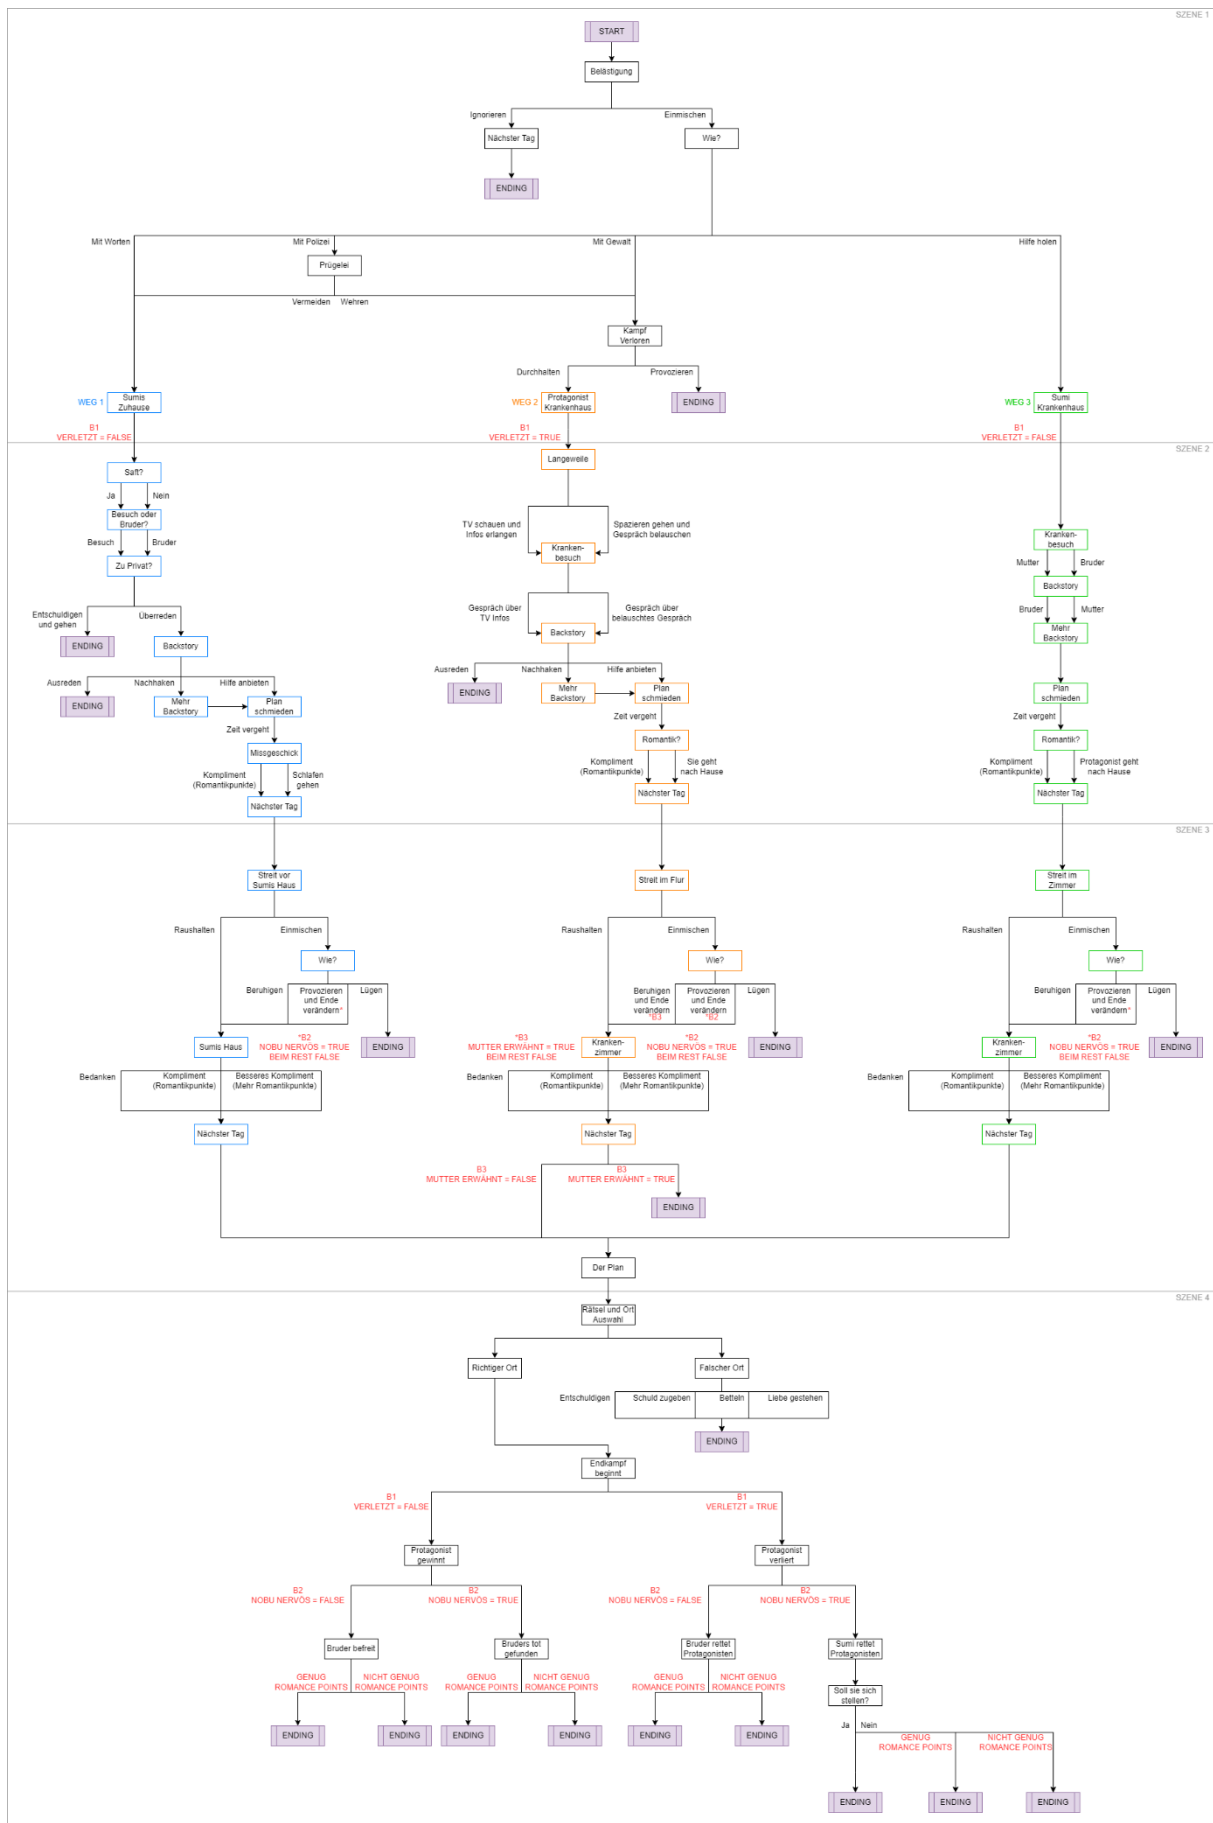 SZENE 1
START
Belästigung
Ignorieren
Einmischen
Nächster Tag
Wie?
ENDING
Mit Worten
Mit Polizei
Mit Gewalt
Hilfe holen
Prügelei
Vermeiden
Wehren
Kampf
Verloren
Durchhalten
Provozieren
WEG 1
Sumis
Zuhause
WEG 2
Protagonist
Krankenhaus
ENDING
WEG 3
Sumi
Krankenhaus
B1
VERLETZT = FALSE
B1
VERLETZT = TRUE
B1
VERLETZT = FALSE
SZENE 2
Saft?
Ja
Nein
Besuch oder
Bruder?
Besuch
Bruder
Zu Privat?
Entschuldigen
und gehen
Überreden
ENDING
Backstory
Ausreden
Nachhaken
Hilfe anbieten
ENDING
Mehr
Backstory
Plan
schmieden
Zeit vergeht
Missgeschick
Kompliment
(Romantikpunkte)
Schlafen
gehen
Nächster Tag
Langeweile
TV schauen und
Infos erlangen
Spazieren gehen und
Gespräch belauschen
Kranken-
besuch
Gespräch über
TV Infos
Gespräch über
belauschtes Gespräch
Backstory
Ausreden
Nachhaken
Hilfe anbieten
ENDING
Mehr
Backstory
Plan
schmieden
Zeit vergeht
Romantik?
Kompliment
(Romantikpunkte)
Sie geht
nach Hause
Nächster Tag
Kranken-
besuch
Mutter
Bruder
Backstory
Bruder
Mutter
Mehr
Backstory
Plan
schmieden
Zeit vergeht
Romantik?
Kompliment
(Romantikpunkte)
Protagonist geht
nach Hause
Nächster Tag
SZENE 3
Streit vor
Sumis Haus
Raushalten
Einmischen
Wie?
Beruhigen
Provozieren
und Ende
verändern*
Lügen
Sumis Haus
*B2
NOBU NERVÖS = TRUE
BEIM REST FALSE
ENDING
Bedanken
Kompliment
(Romantikpunkte)
Besseres Kompliment
(Mehr Romantikpunkte)
Nächster Tag
Streit im Flur
Raushalten
Einmischen
Wie?
Beruhigen
und Ende
verändern
*B3
Provozieren
und Ende
verändern
*B2
Lügen
*B3
MUTTER ERWÄHNT = TRUE
BEIM REST FALSE
Kranken-
zimmer
*B2
NOBU NERVÖS = TRUE
BEIM REST FALSE
ENDING
Bedanken
Kompliment
(Romantikpunkte)
Besseres Kompliment
(Mehr Romantikpunkte)
Nächster Tag
B3
MUTTER ERWÄHNT = FALSE
B3
MUTTER ERWÄHNT = TRUE
ENDING
Streit im
Zimmer
Raushalten
Einmischen
Wie?
Beruhigen
Provozieren
und Ende
verändern*
Lügen
Kranken-
zimmer
*B2
NOBU NERVÖS = TRUE
BEIM REST FALSE
ENDING
Bedanken
Kompliment
(Romantikpunkte)
Besseres Kompliment
(Mehr Romantikpunkte)
Nächster Tag
Der Plan
SZENE 4
Rätsel und Ort
Auswahl
Richtiger Ort
Falscher Ort
Entschuldigen
Schuld zugeben
Betteln
Liebe gestehen
ENDING
Endkampf
beginnt
B1
VERLETZT = FALSE
B1
VERLETZT = TRUE
Protagonist
gewinnt
Protagonist
verliert
B2
NOBU NERVÖS = FALSE
B2
NOBU NERVÖS = TRUE
B2
NOBU NERVÖS = FALSE
B2
NOBU NERVÖS = TRUE
Bruder befreit
Bruders tot
gefunden
Bruder rettet
Protagonisten
Sumi rettet
Protagonisten
GENUG
ROMANCE POINTS
NICHT GENUG
ROMANCE POINTS
GENUG
ROMANCE POINTS
NICHT GENUG
ROMANCE POINTS
GENUG
ROMANCE POINTS
NICHT GENUG
ROMANCE POINTS
Soll sie sich
stellen?
ENDING
ENDING
ENDING
ENDING
ENDING
ENDING
Ja
Nein
GENUG
ROMANCE POINTS
NICHT GENUG
ROMANCE POINTS
ENDING
ENDING
ENDING